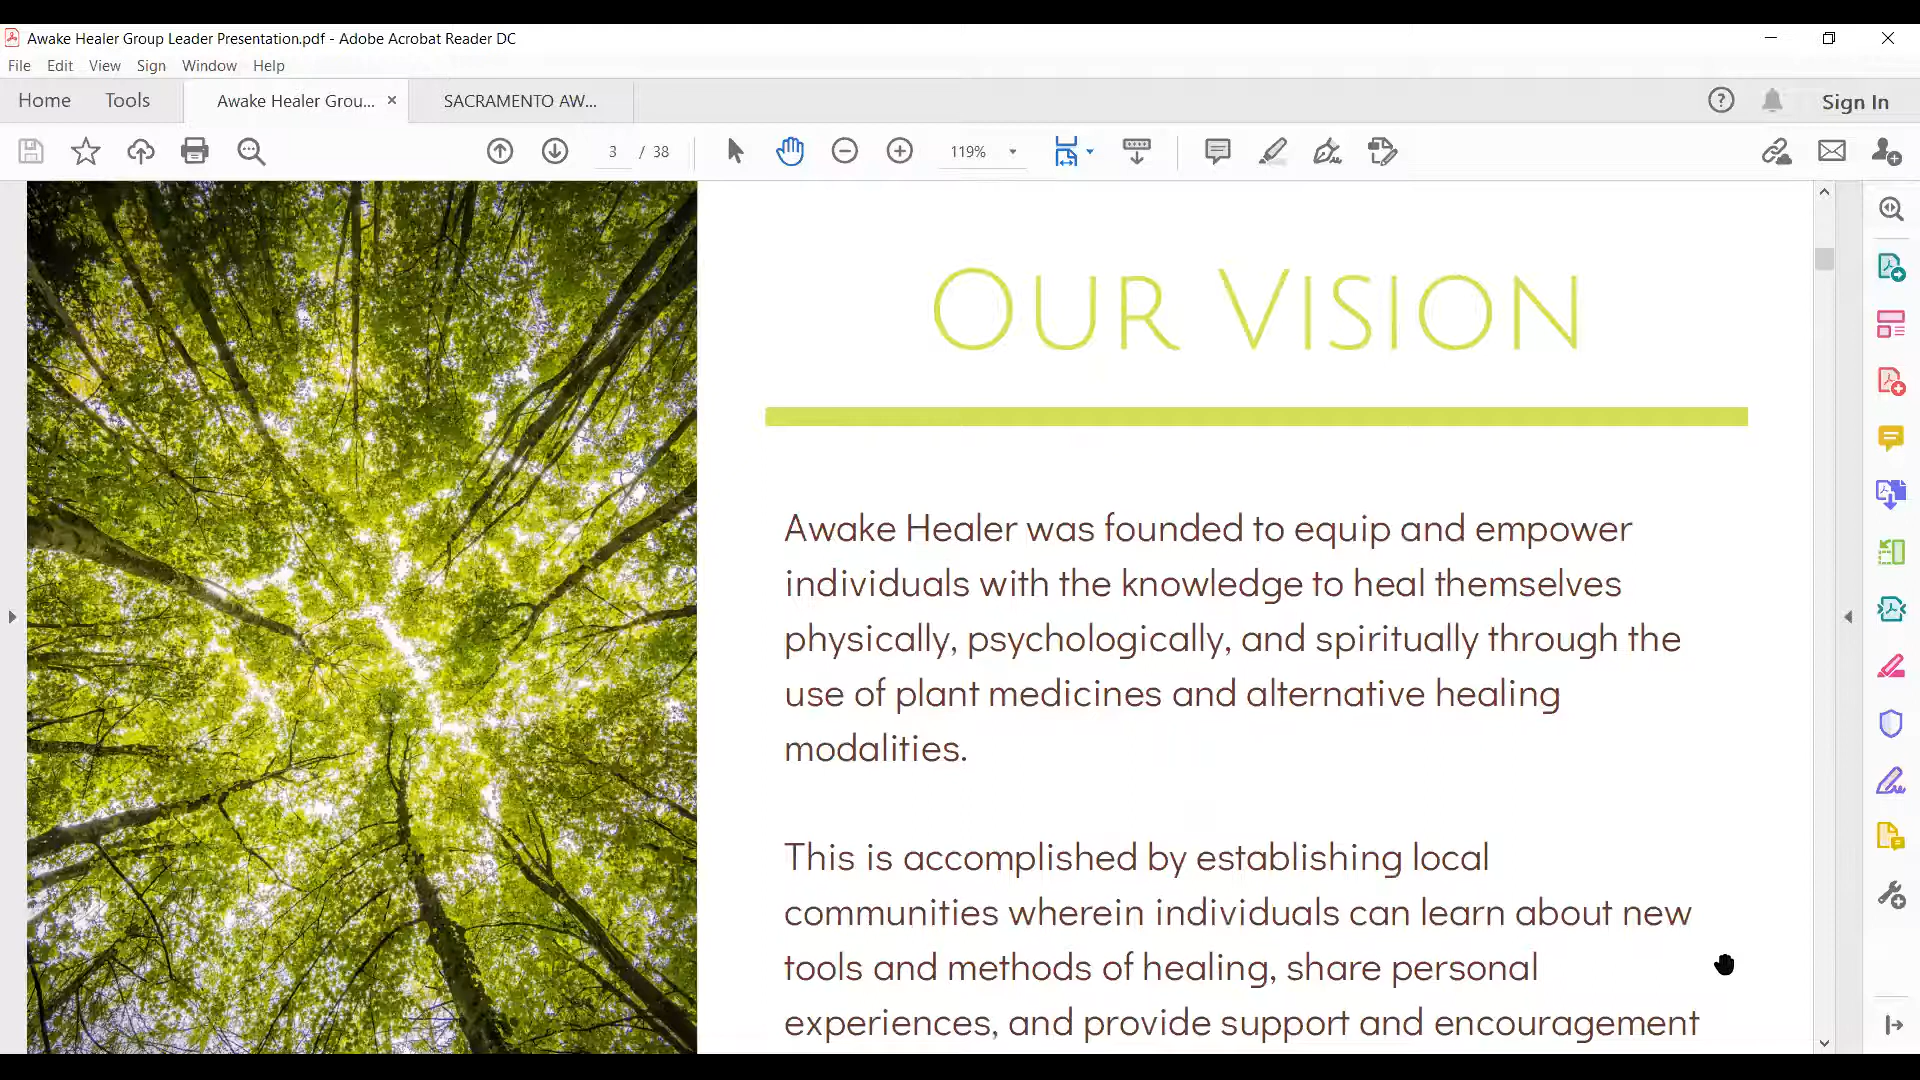 Awake Healer Group Leader Presentation.pdf - Adobe Acrobat Reader DC
File Edit View Sign Window Help
Home Tools Awake Healer Grou... × SACRAMENTO AW... Sign In
3 / 38 119%
OUR VISION
Awake Healer was founded to equip and empower
individuals with the knowledge to heal themselves
physically, psychologically, and spiritually through the
use of plant medicines and alternative healing
modalities.
This is accomplished by establishing local
communities wherein individuals can learn about new
tools and methods of healing, share personal
experiences, and provide support and encouragement